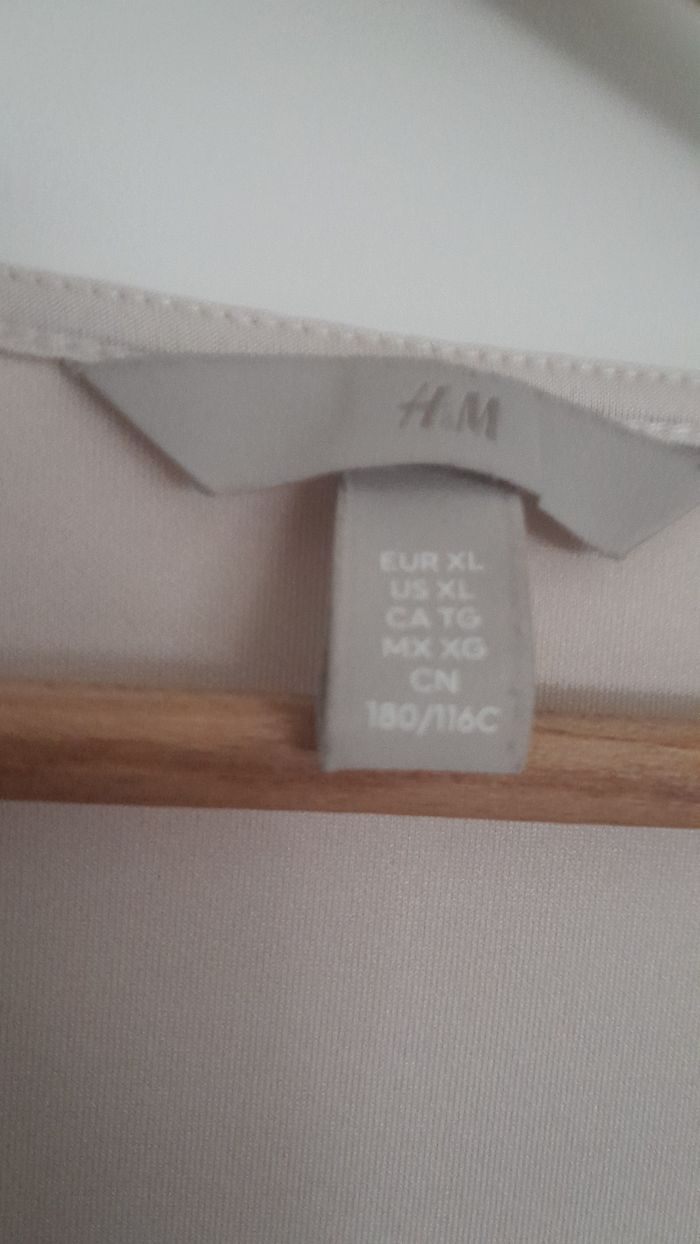 H&M
EUR XL
US XL
CA TG
MX XG
CN
180/116C